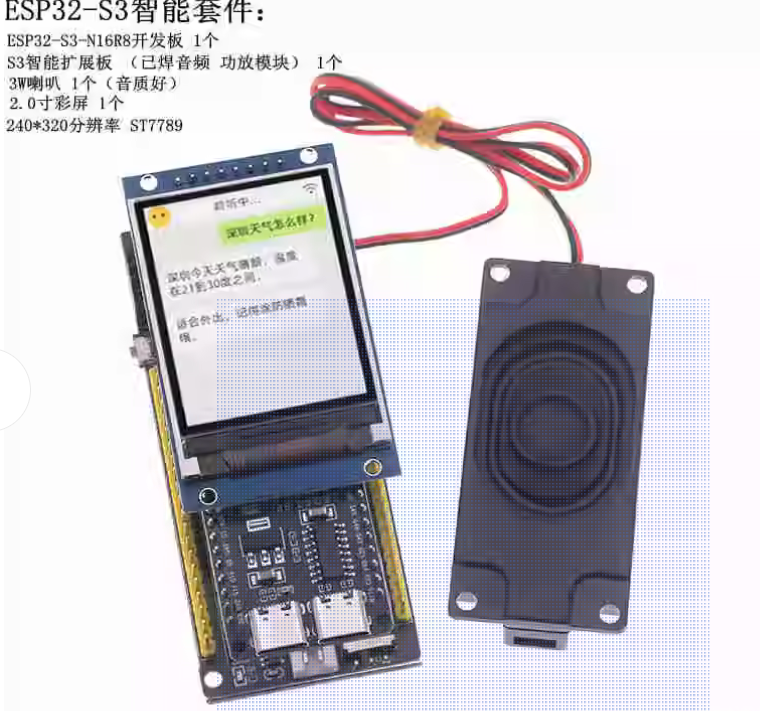 ESP32-S3智能套件：
ESP32-S3-N16R8开发板 1个
S3智能扩展板 （已焊音频 功放模块） 1个
3W喇叭 1个（音质好）
2.0寸彩屏 1个
240*320分辨率 ST7789
聆听中...
深圳天气怎么样?
深圳今天天气晴朗，温度
在21到30度之间。
适合外出，记得涂防晒霜
哦。